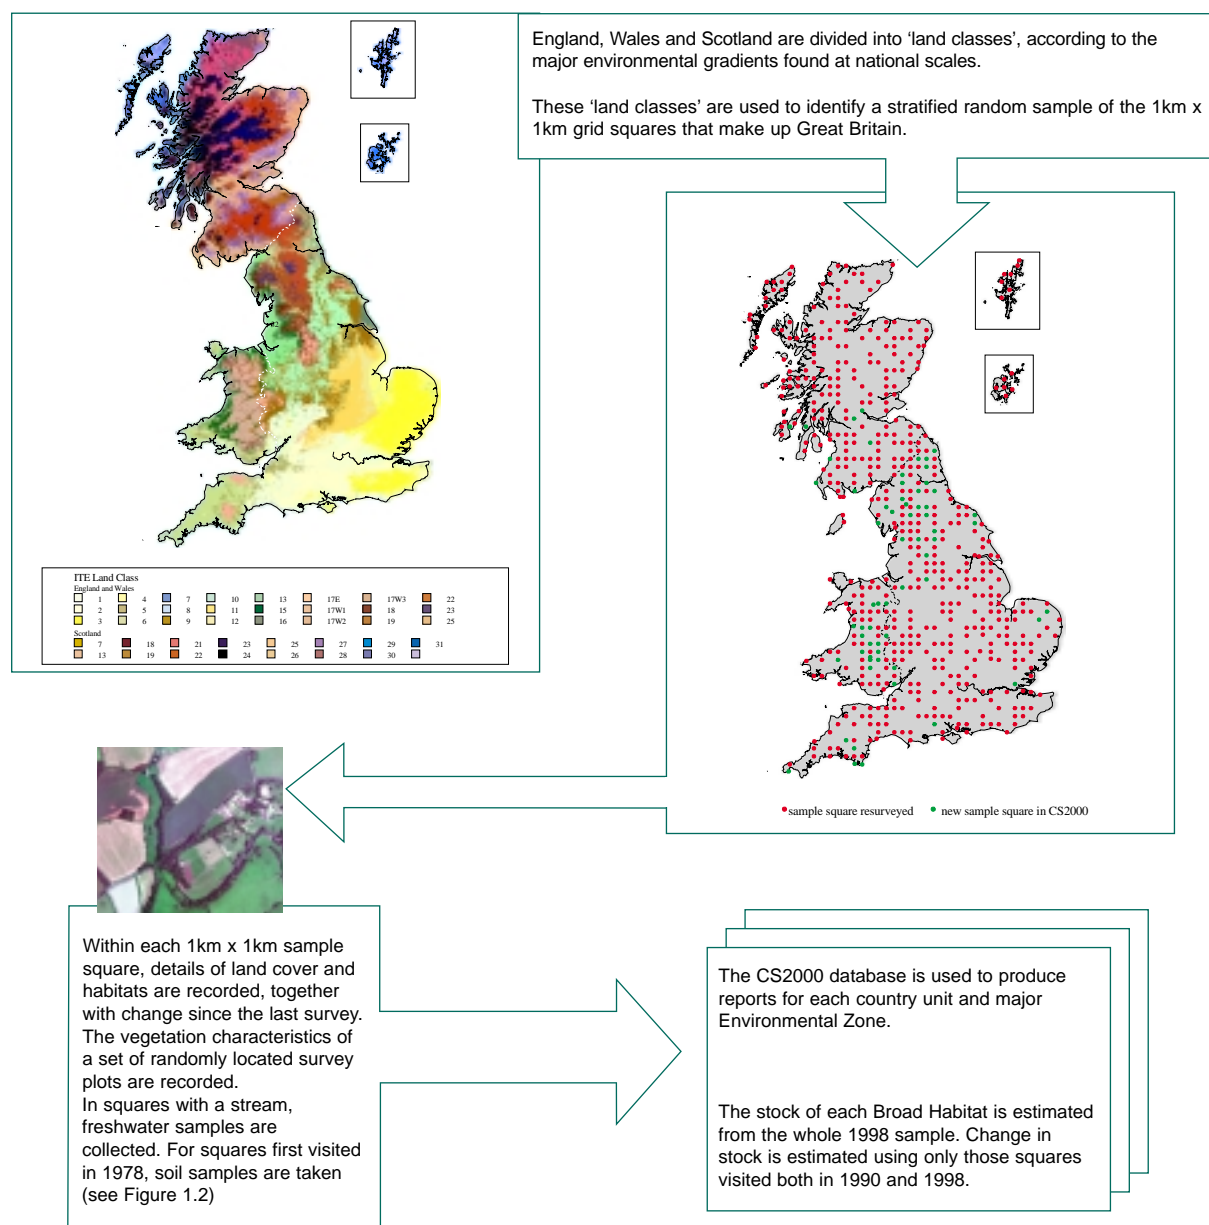 England, Wales and Scotland are divided into ‘land classes’, according to the
major environmental gradients found at national scales.
These ‘land classes’ are used to identify a stratified random sample of the 1km x
1km grid squares that make up Great Britain.
ITE Land Class
England and Wales
1 4 7 10 13 17E 17W3 22
2 5 8 11 15 17W1 18 23
3 6 9 12 16 17W2 19 25
Scotland
7 18 21 23 25 27 29 31
13 19 22 24 26 28 30
sample square resurveyed new sample square in CS2000
Within each 1km x 1km sample
square, details of land cover and
habitats are recorded, together
with change since the last survey.
The vegetation characteristics of
a set of randomly located survey
plots are recorded.
In squares with a stream,
freshwater samples are
collected. For squares first visited
in 1978, soil samples are taken
(see Figure 1.2)
The CS2000 database is used to produce
reports for each country unit and major
Environmental Zone.
The stock of each Broad Habitat is estimated
from the whole 1998 sample. Change in
stock is estimated using only those squares
visited both in 1990 and 1998.